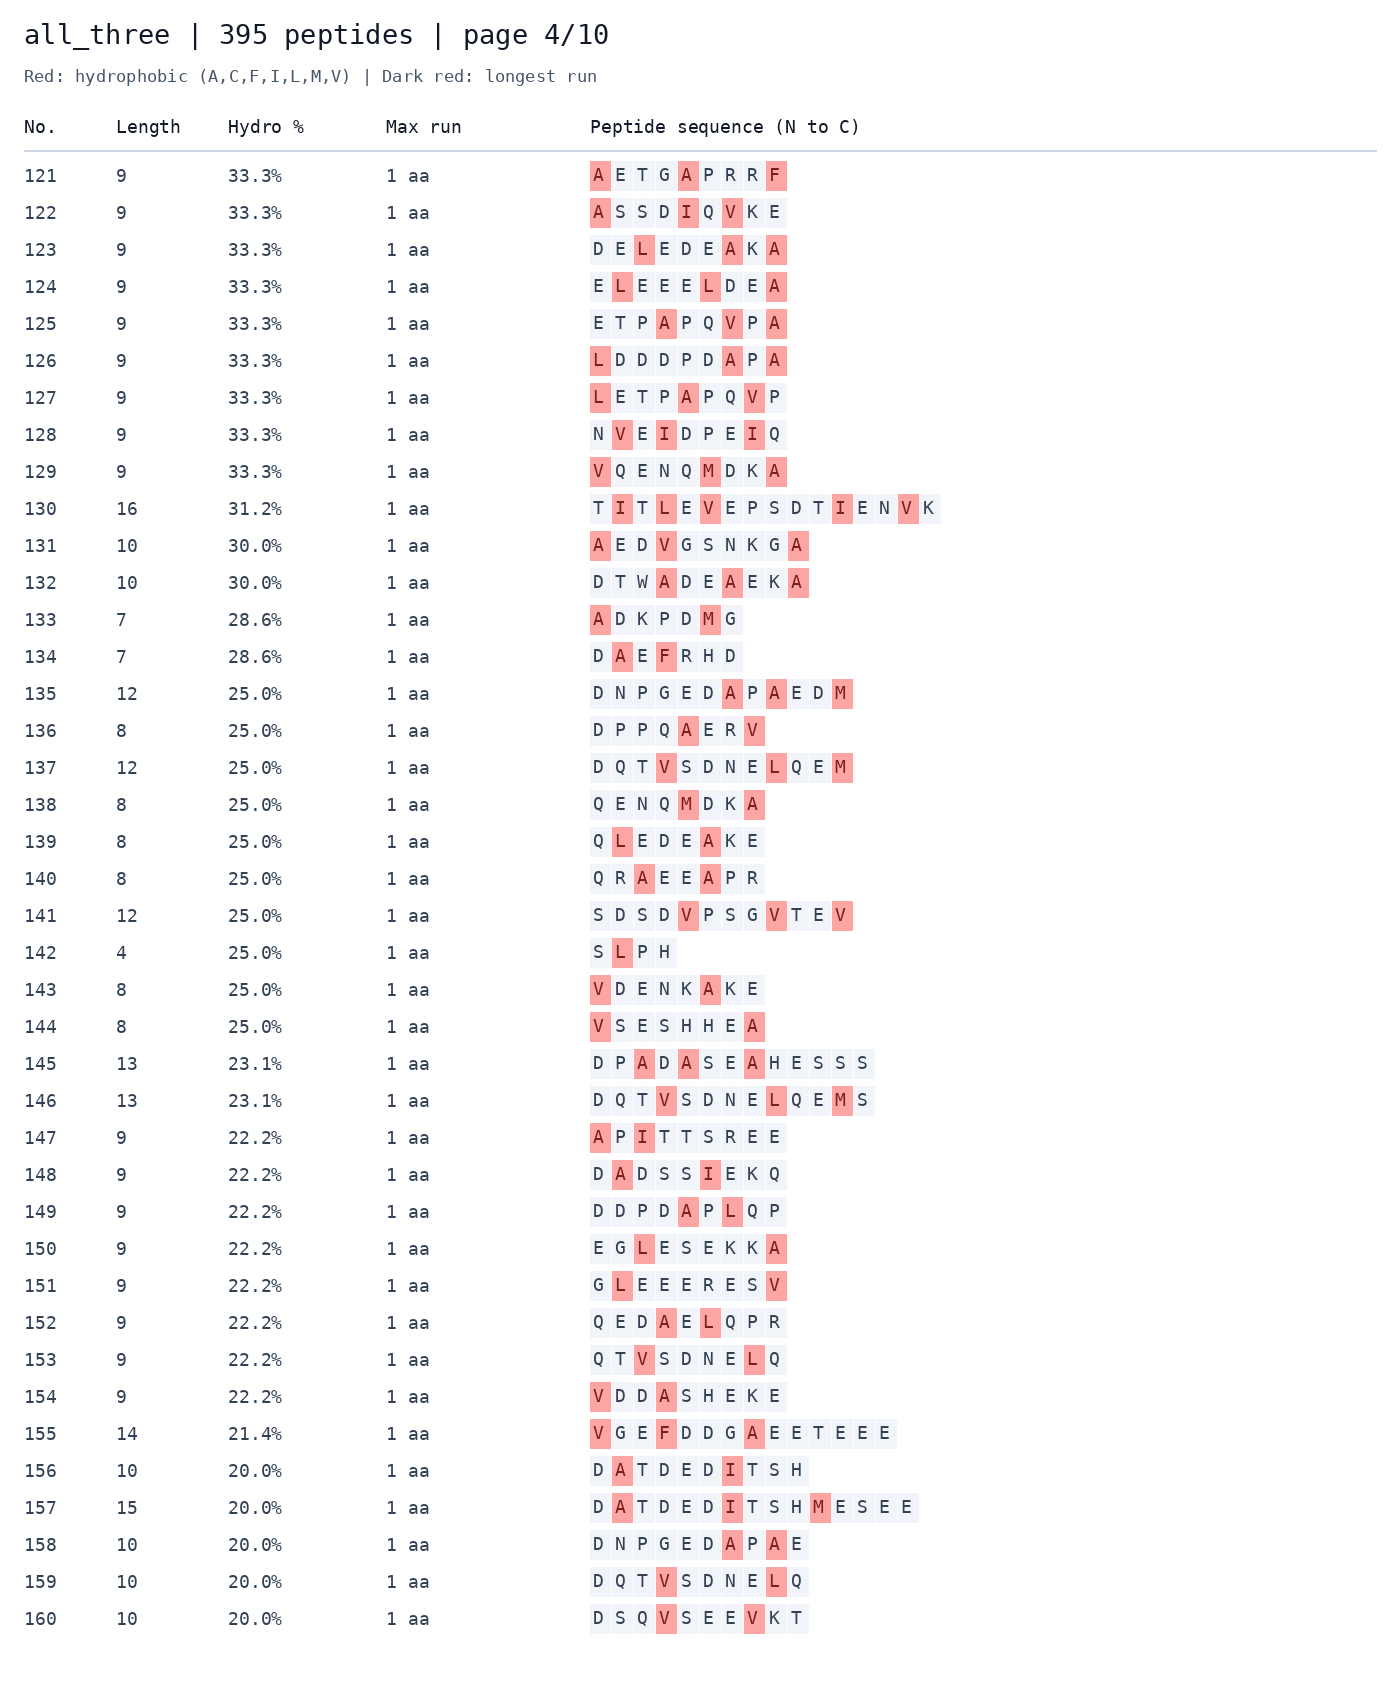 all_three | 395 peptides | page 4/10
Red: hydrophobic (A,C,F,I,L,M,V) | Dark red: longest run
No. Length Hydro % Max run Peptide sequence (N to C)
121 9 33.3% 1 aa A E T G A P R R F
122 9 33.3% 1 aa A S S D I Q V K E
123 9 33.3% 1 aa D E L E D E A K A
124 9 33.3% 1 aa E L E E E L D E A
125 9 33.3% 1 aa E T P A P Q V P A
126 9 33.3% 1 aa L D D D P D A P A
127 9 33.3% 1 aa L E T P A P Q V P
128 9 33.3% 1 aa N V E I D P E I Q
129 9 33.3% 1 aa V Q E N Q M D K A
130 16 31.2% 1 aa T I T L E V E P S D T I E N V K
131 10 30.0% 1 aa A E D V G S N K G A
132 10 30.0% 1 aa D T W A D E A E K A
133 7 28.6% 1 aa A D K P D M G
134 7 28.6% 1 aa D A E F R H D
135 12 25.0% 1 aa D N P G E D A P A E D M
136 8 25.0% 1 aa D P P Q A E R V
137 12 25.0% 1 aa D Q T V S D N E L Q E M
138 8 25.0% 1 aa Q E N Q M D K A
139 8 25.0% 1 aa Q L E D E A K E
140 8 25.0% 1 aa Q R A E E A P R
141 12 25.0% 1 aa S D S D V P S G V T E V
142 4 25.0% 1 aa S L P H
143 8 25.0% 1 aa V D E N K A K E
144 8 25.0% 1 aa V S E S H H E A
145 13 23.1% 1 aa D P A D A S E A H E S S S
146 13 23.1% 1 aa D Q T V S D N E L Q E M S
147 9 22.2% 1 aa A P I T T S R E E
148 9 22.2% 1 aa D A D S S I E K Q
149 9 22.2% 1 aa D D P D A P L Q P
150 9 22.2% 1 aa E G L E S E K K A
151 9 22.2% 1 aa G L E E E R E S V
152 9 22.2% 1 aa Q E D A E L Q P R
153 9 22.2% 1 aa Q T V S D N E L Q
154 9 22.2% 1 aa V D D A S H E K E
155 14 21.4% 1 aa V G E F D D G A E E T E E E
156 10 20.0% 1 aa D A T D E D I T S H
157 15 20.0% 1 aa D A T D E D I T S H M E S E E
158 10 20.0% 1 aa D N P G E D A P A E
159 10 20.0% 1 aa D Q T V S D N E L Q
160 10 20.0% 1 aa D S Q V S E E V K T